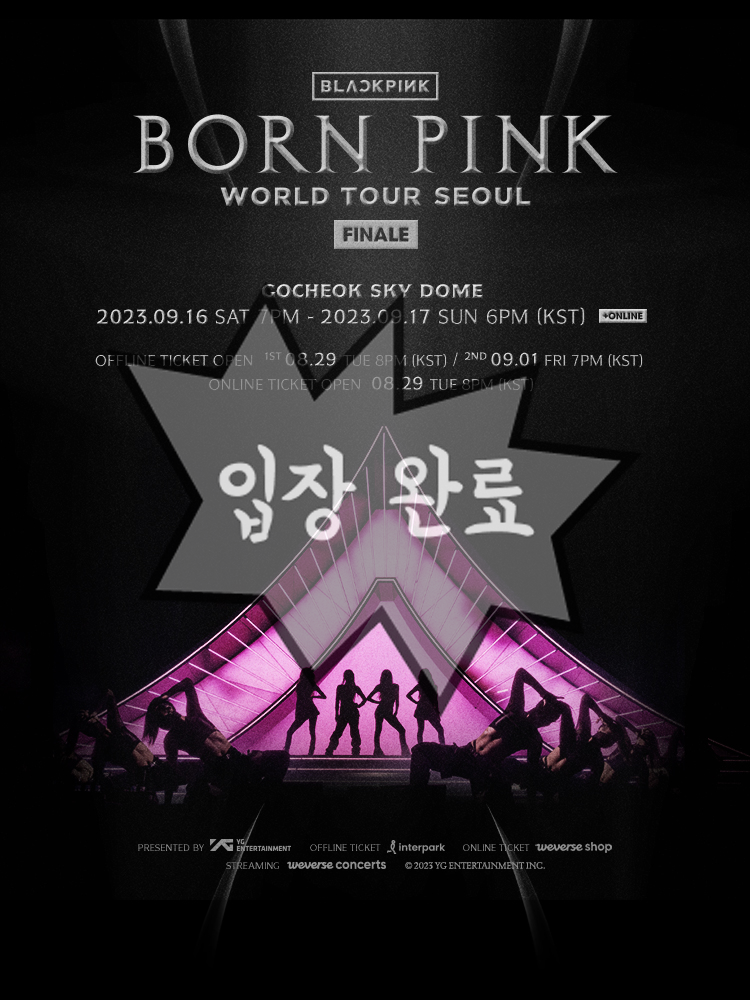 BLACKPINK
BORN PINK
WORLD TOUR SEOUL
FINALE
GOCHEOK SKY DOME
2023.09.16 SAT 7PM - 2023.09.17 SUN 6PM (KST) +ONLINE
OFFLINE TICKET OPEN 1ST 08.29 TUE 8PM (KST) / 2ND 09.01 FRI 7PM (KST)
ONLINE TICKET OPEN 08.29 TUE 8PM (KST)
입장 완료
PRESENTED BY YG ENTERTAINMENT OFFLINE TICKET interpark ONLINE TICKET weverse shop
STREAMING weverse concerts © 2023 YG ENTERTAINMENT INC.